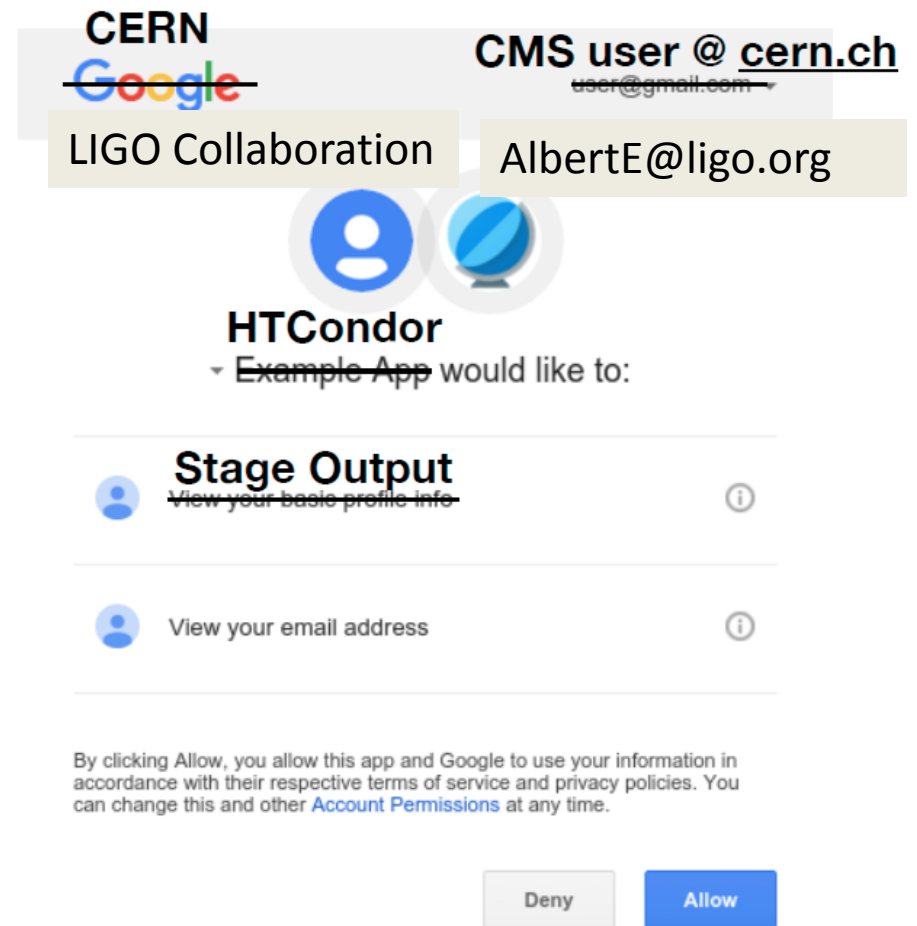 CERN
CMS user @ cern.ch
Google
user@gmail.com
LIGO Collaboration
AlbertE@ligo.org
HTCondor
Example App would like to:
Stage Output
View your basic profile info
View your email address
By clicking Allow, you allow this app and Google to use your information in
accordance with their respective terms of service and privacy policies. You
can change this and other Account Permissions at any time.
Deny
Allow